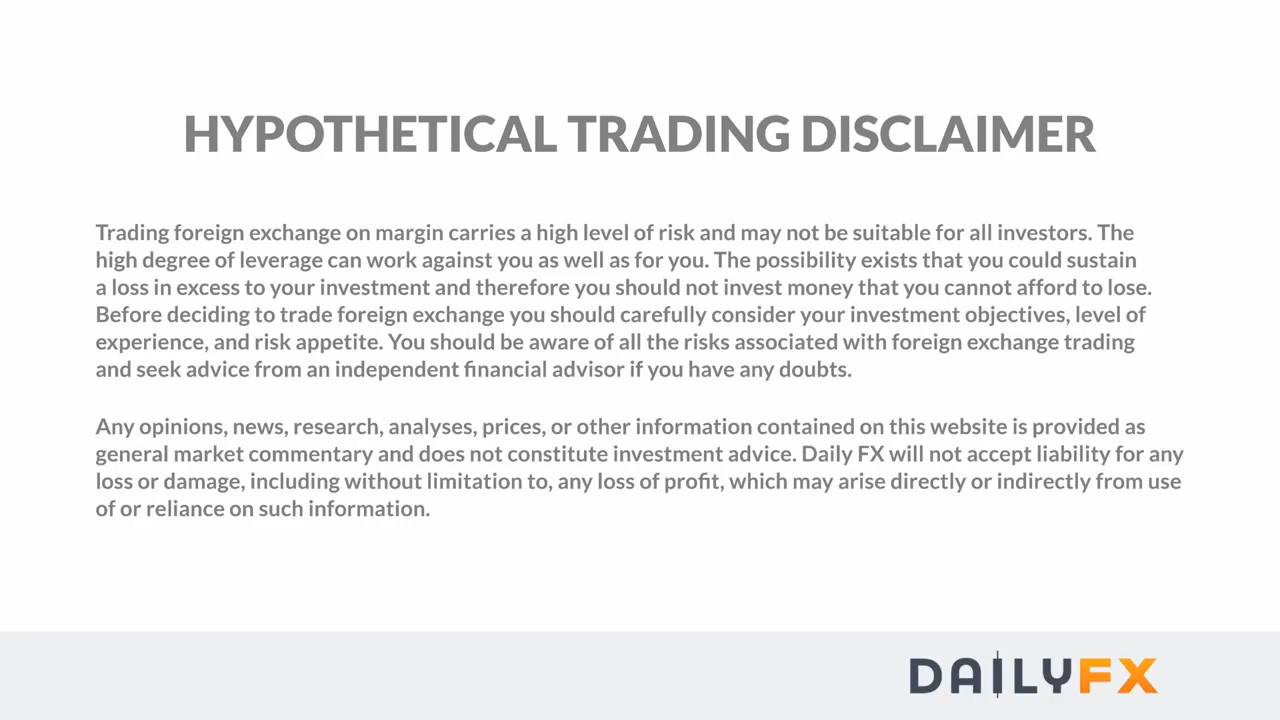 HYPOTHETICAL TRADING DISCLAIMER
Trading foreign exchange on margin carries a high level of risk and may not be suitable for all investors. The
high degree of leverage can work against you as well as for you. The possibility exists that you could sustain
a loss in excess to your investment and therefore you should not invest money that you cannot afford to lose.
Before deciding to trade foreign exchange you should carefully consider your investment objectives, level of
experience, and risk appetite. You should be aware of all the risks associated with foreign exchange trading
and seek advice from an independent financial advisor if you have any doubts.
Any opinions, news, research, analyses, prices, or other information contained on this website is provided as
general market commentary and does not constitute investment advice. Daily FX will not accept liability for any
loss or damage, including without limitation to, any loss of profit, which may arise directly or indirectly from use
of or reliance on such information.
DAILYFX